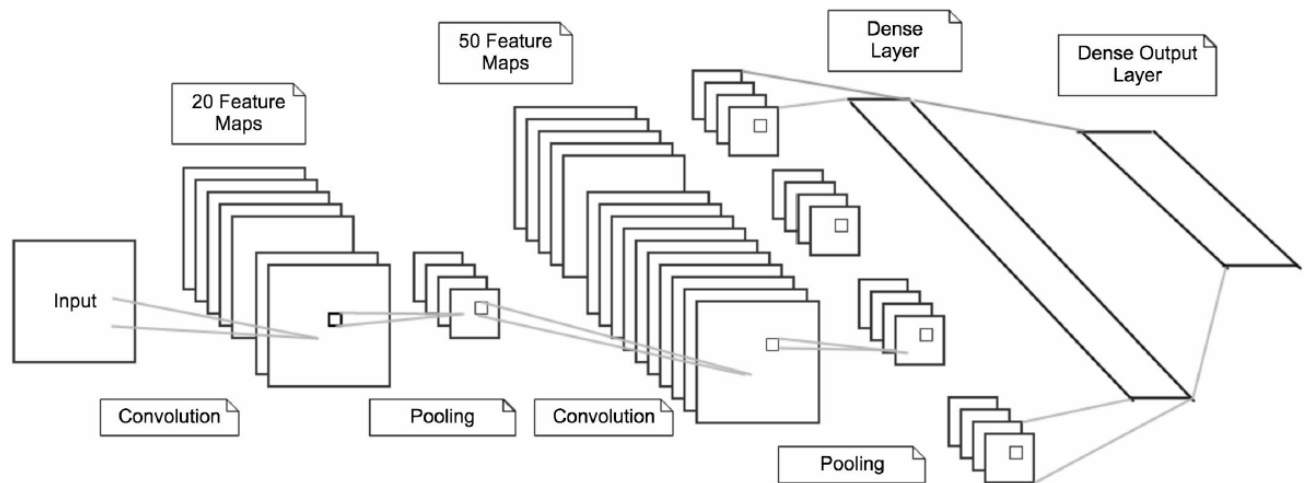 50 Feature
Maps
Dense
Layer
Dense Output
Layer
20 Feature
Maps
Input
Convolution
Pooling
Convolution
Pooling